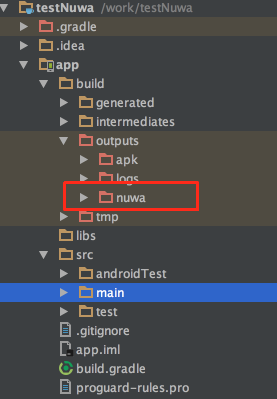 testNuwa /work/testNuwa
.gradle
.idea
app
build
generated
intermediates
outputs
apk
logs
nuwa
tmp
libs
src
androidTest
main
test
.gitignore
app.iml
build.gradle
proguard-rules.pro